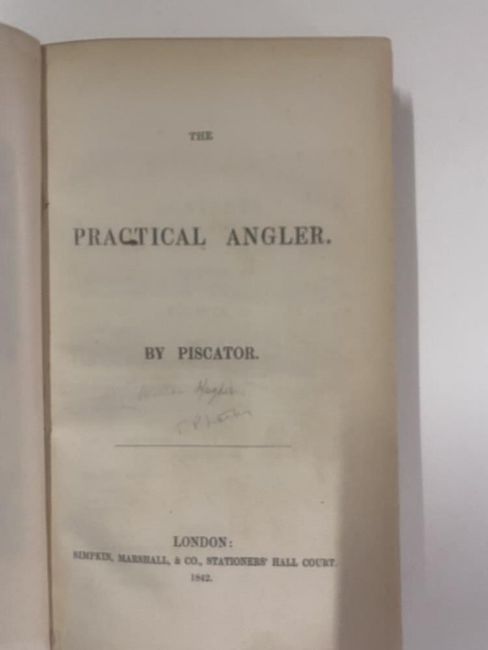 THE
PRACTICAL ANGLER.
BY PISCATOR.
LONDON:
SIMPKIN, MARSHALL, & CO., STATIONERS' HALL COURT.
1842.